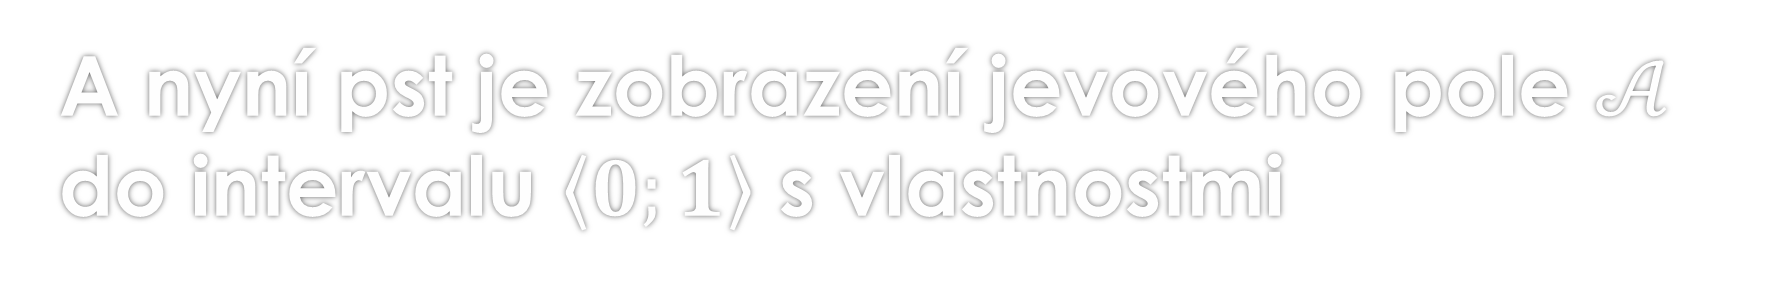 A nyní pst je zobrazení jevového pole 𝒜
do intervalu ⟨0; 1⟩ s vlastnostmi